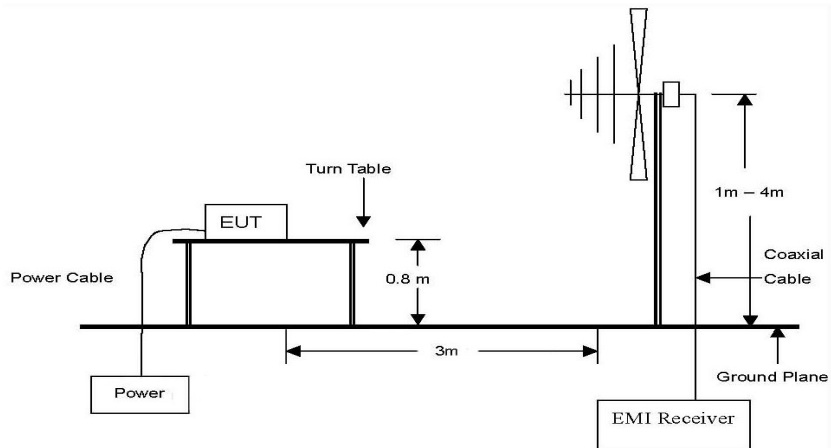 Turn Table
1m – 4m
EUT
Coaxial
Cable
Power Cable
0.8 m
3m
Ground Plane
Power
EMI Receiver